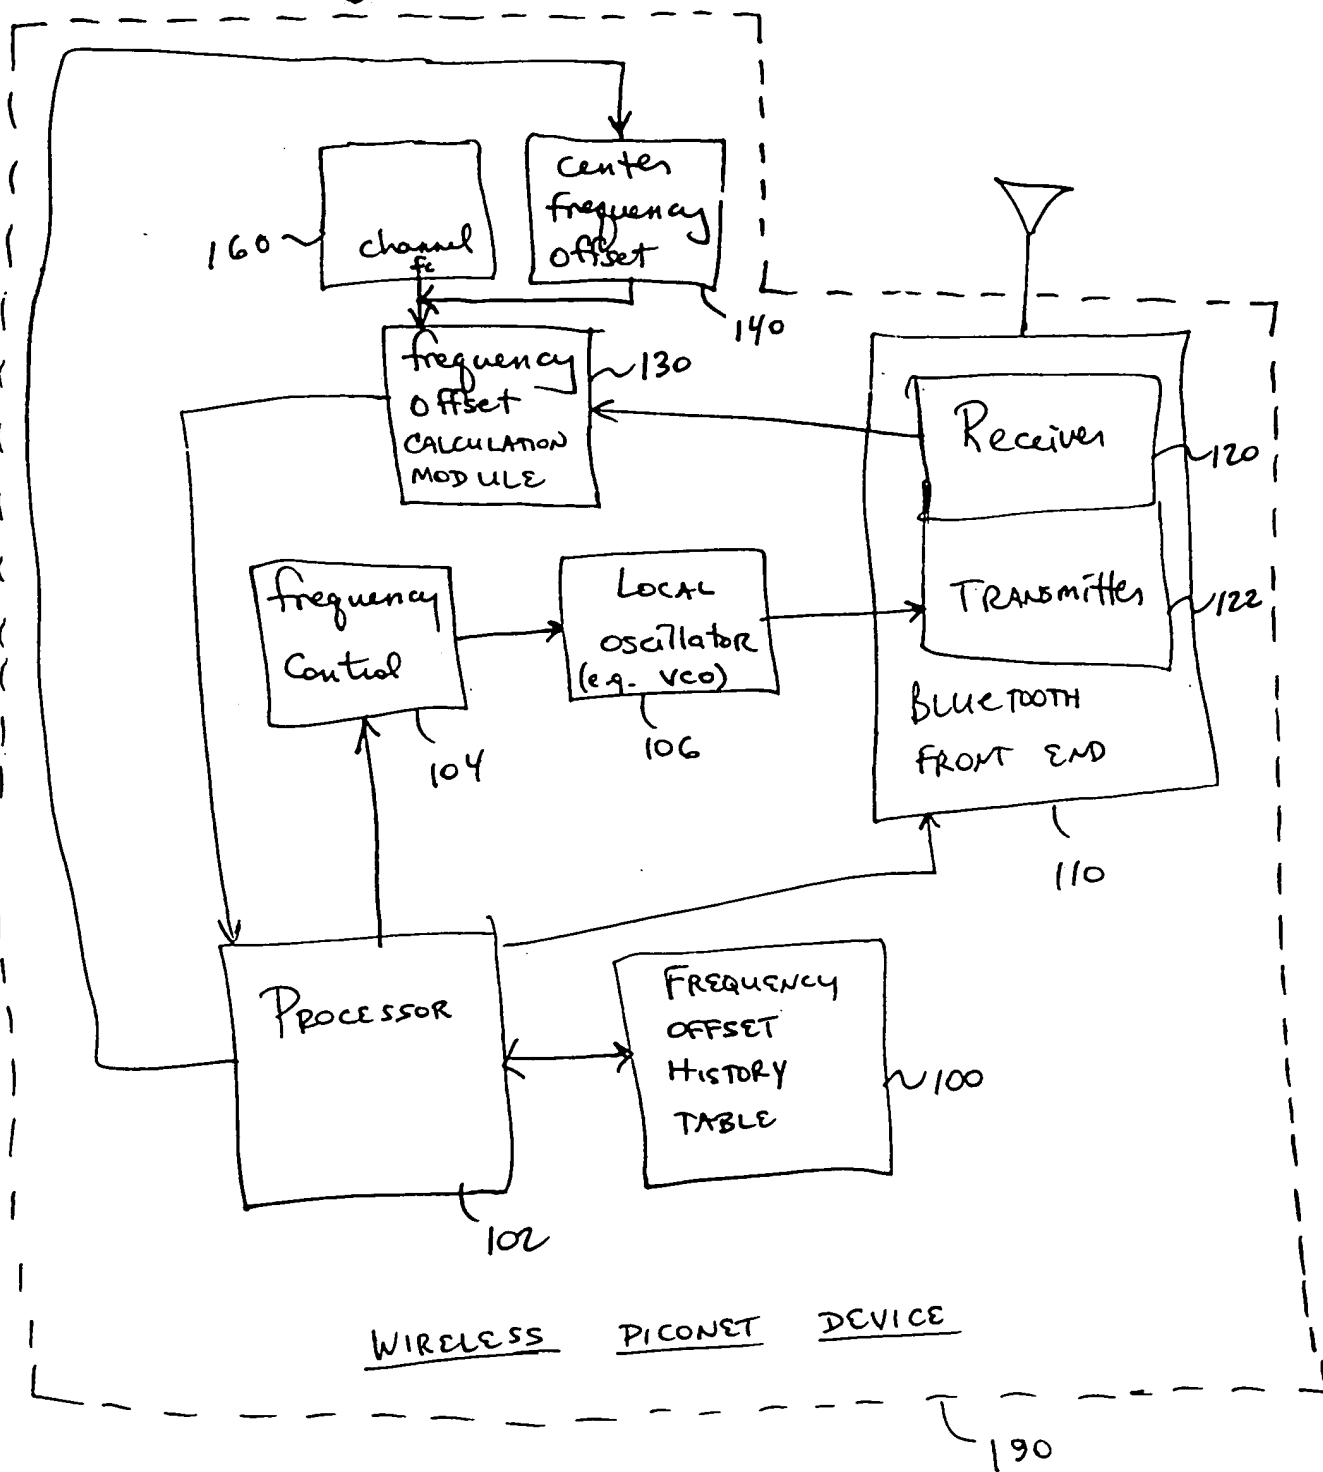 160
channel
fc
center
frequency
offset
140
frequency
offset
CALCULATION
MODULE
130
Receiver
120
TRANSMITTER
122
BLUETOOTH
FRONT END
110
frequency
Control
104
LOCAL
oscillator
(e.g. VCO)
106
PROCESSOR
102
FREQUENCY
OFFSET
HISTORY
TABLE
100
WIRELESS PICONET DEVICE
190